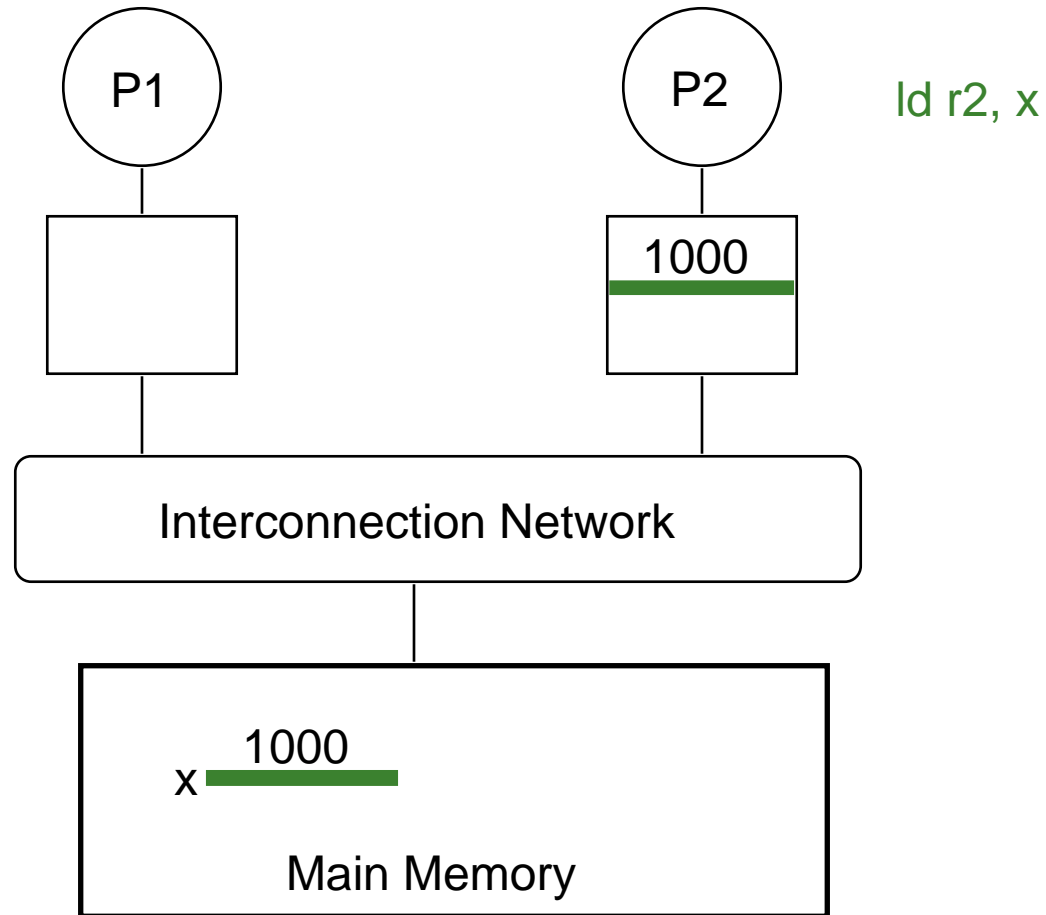 P1
P2
ld r2, x
1000
Interconnection Network
1000
x
Main Memory